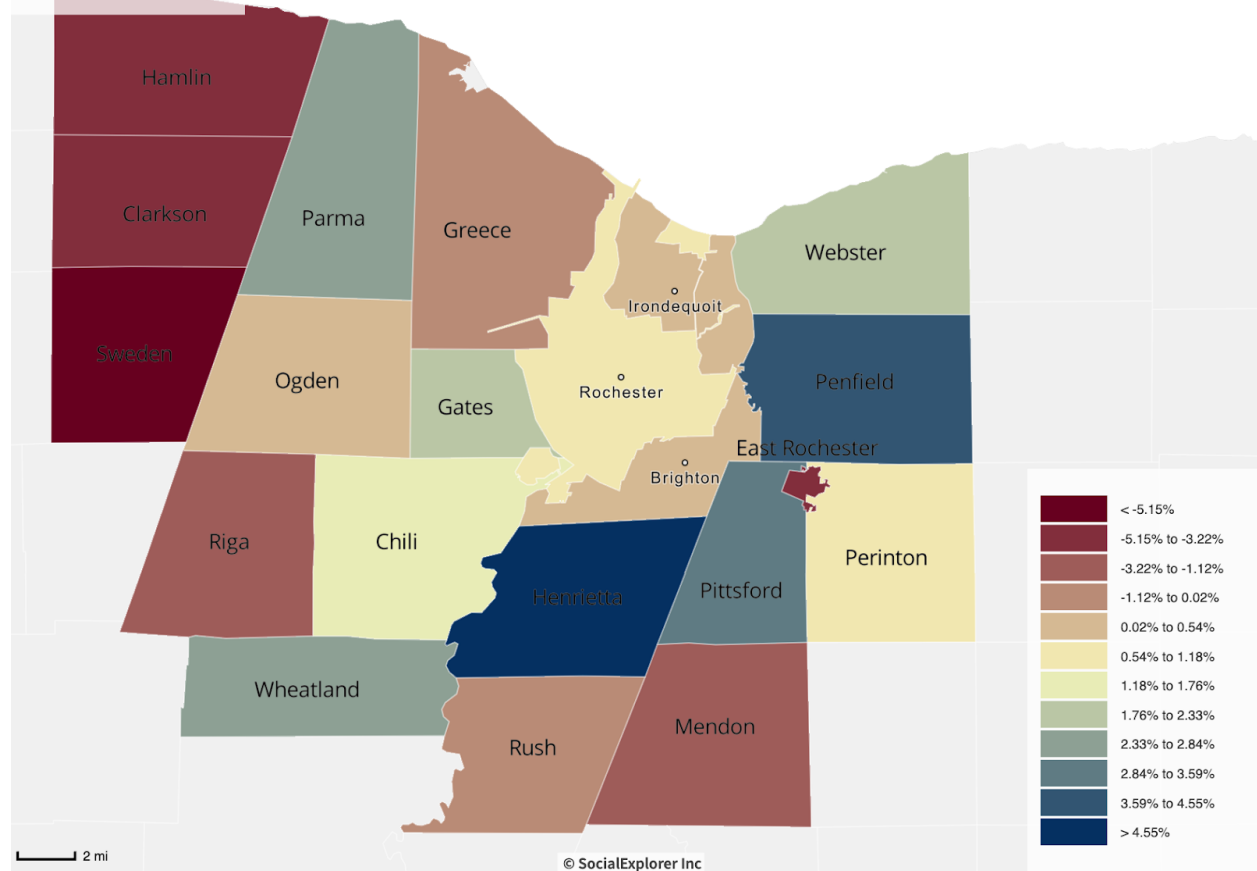 Hamlin
Clarkson
Parma
Greece
Webster
Irondequoit
Sweden
Ogden
Gates
Rochester
Penfield
East Rochester
Brighton
Riga
Chili
Henrietta
Pittsford
Perinton
Wheatland
Rush
Mendon
< -5.15%
-5.15% to -3.22%
-3.22% to -1.12%
-1.12% to 0.02%
0.02% to 0.54%
0.54% to 1.18%
1.18% to 1.76%
1.76% to 2.33%
2.33% to 2.84%
2.84% to 3.59%
3.59% to 4.55%
> 4.55%
2 mi
© SocialExplorer Inc